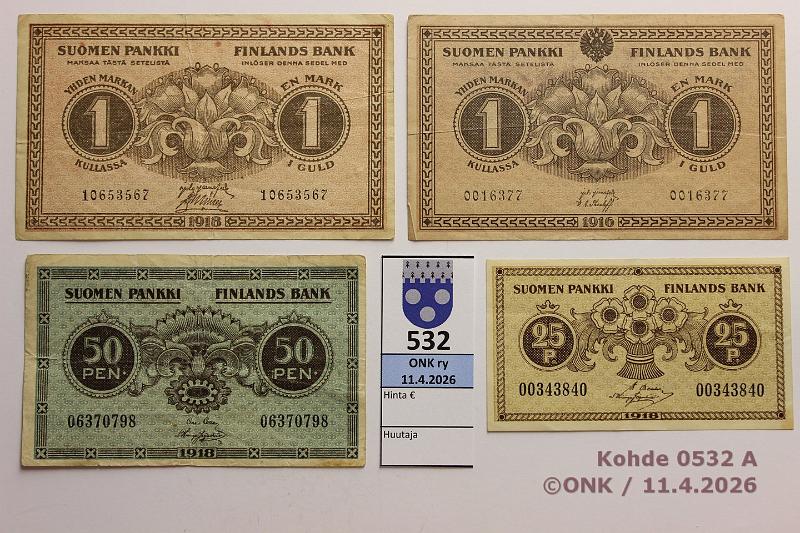 SUOMEN PANKKI FINLANDS BANK
MAKSAA TÄSTÄ SETELISTÄ INLÖSER DENNA SEDEL MED
YHDEN MARKAN EN MARK
1 1
KULLASSA I GULD
10653567 10653567
1918
SUOMEN PANKKI FINLANDS BANK
MAKSAA TÄSTÄ SETELISTÄ INLÖSER DENNA SEDEL MED
YHDEN MARKAN EN MARK
1 1
KULLASSA I GULD
0016377 0016377
1916
SUOMEN PANKKI FINLANDS BANK
50 PEN. 50 PEN.
06370798 06370798
1918
532
ONK ry
11.4.2026
Hinta €
Huutaja
SUOMEN PANKKI FINLANDS BANK
25 P. 25 P.
00343840 00343840
1918
Kohde 0532 A
©ONK / 11.4.2026